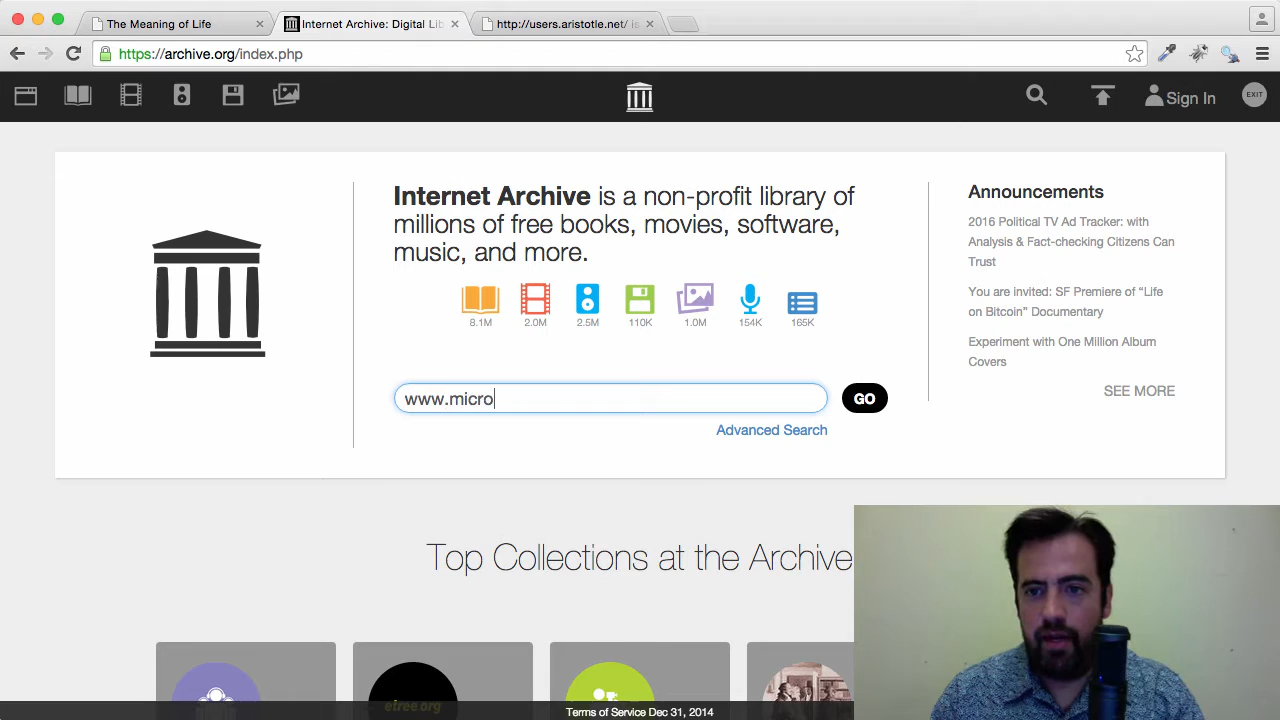 The Meaning of Life
Internet Archive: Digital Lib
http://users.aristotle.net/ is
https://archive.org/index.php
Sign In
EXIT
Internet Archive is a non-profit library of
millions of free books, movies, software,
music, and more.
8.1M 2.0M 2.5M 110K 1.0M 154K 165K
www.micro
GO
Advanced Search
Announcements
2016 Political TV Ad Tracker: with
Analysis & Fact-checking Citizens Can
Trust
You are invited: SF Premiere of “Life
on Bitcoin” Documentary
Experiment with One Million Album
Covers
SEE MORE
Top Collections at the Archive
etree.org
Terms of Service Dec 31, 2014